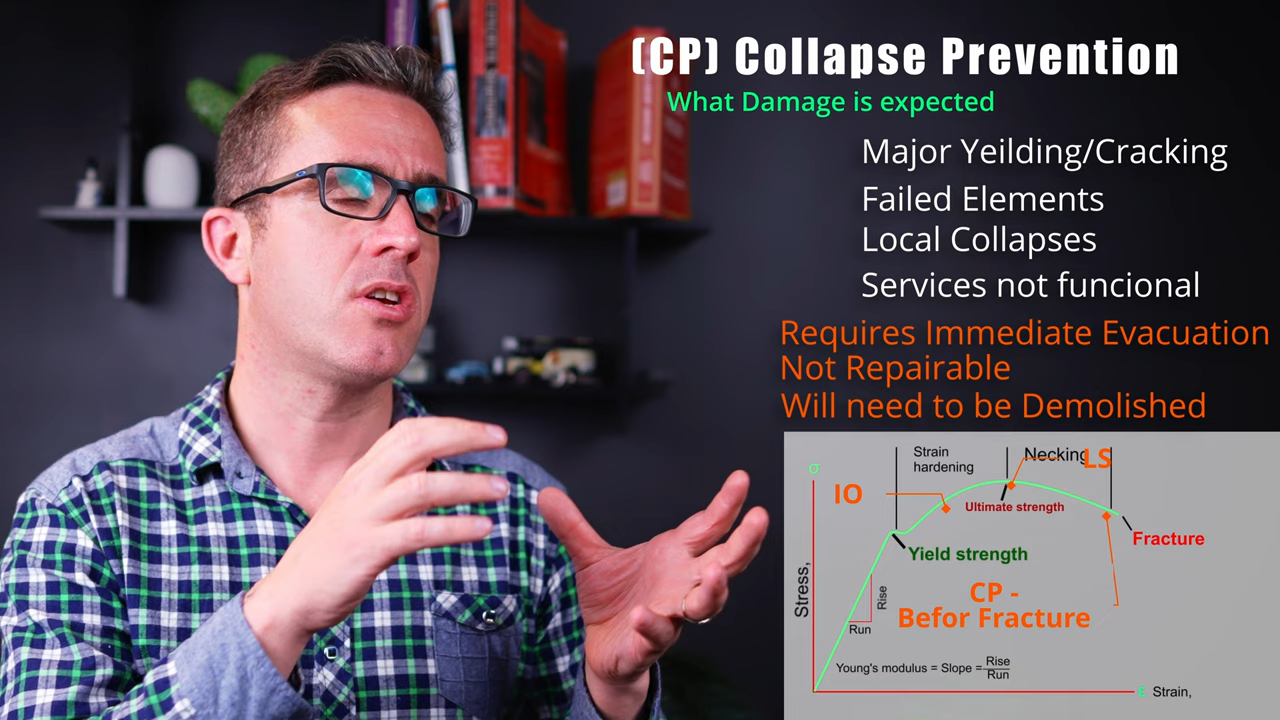 (CP) Collapse Prevention
What Damage is expected
Major Yeilding/Cracking
Failed Elements
Local Collapses
Services not funcional
Requires Immediate Evacuation
Not Repairable
Will need to be Demolished
σ
Strain
hardening
Necking
LS
IO
Ultimate strength
Fracture
Yield strength
Stress,
Rise
CP -
Befor Fracture
Run
Young's modulus = Slope = Rise
Run
ε Strain,